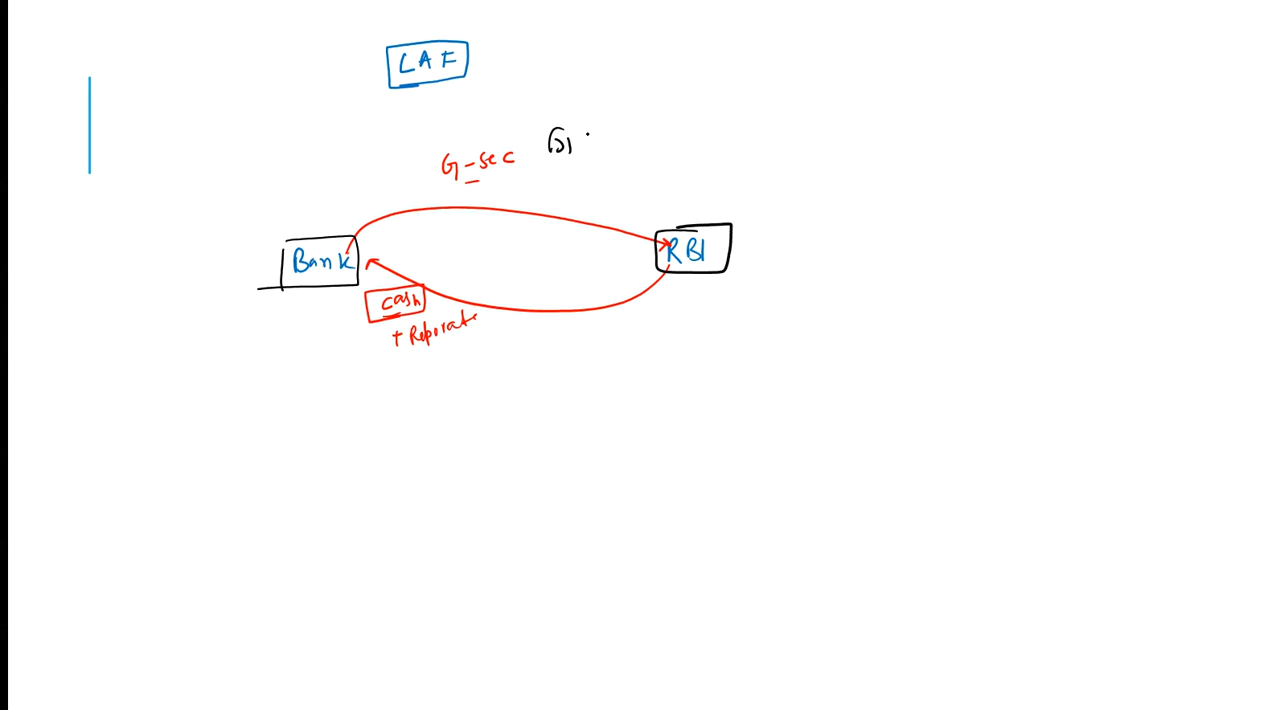 LAF
G-sec
Bank
RBI
cash
+ Reporate